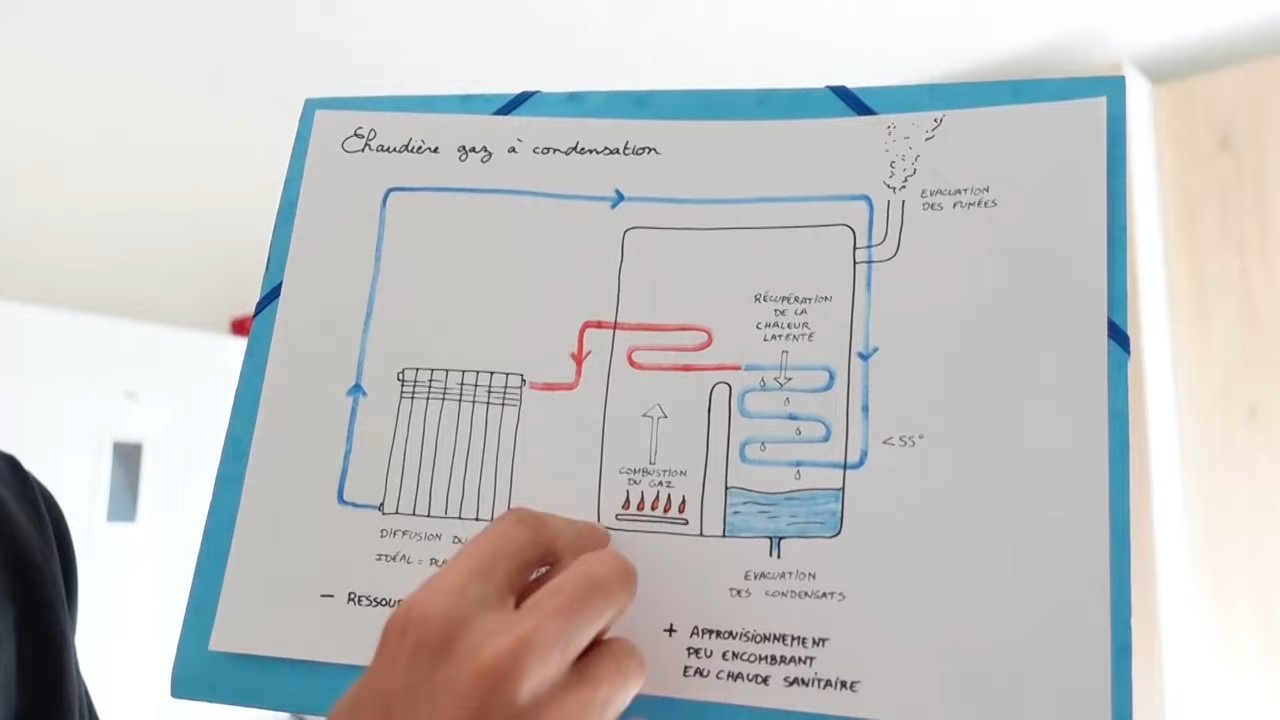 Chaudière gaz à condensation
EVACUATION
DES FUMÉES
RÉCUPÉRATION
DE LA
CHALEUR
LATENTE
<55°
COMBUSTION
DU GAZ
DIFFUSION DU
IDÉAL =
EVACUATION
DES CONDENSATS
-
+ APPROVISIONNEMENT
PEU ENCOMBRANT
EAU CHAUDE SANITAIRE